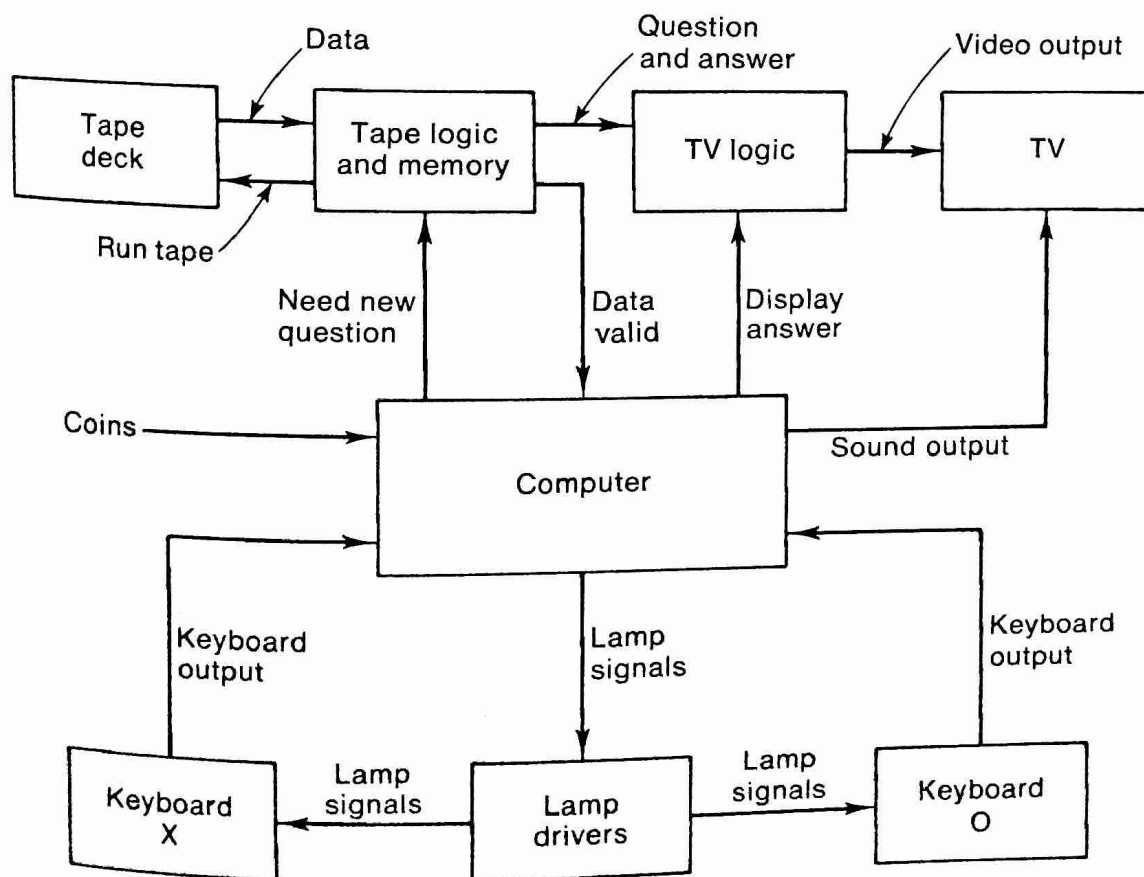 Data
Question
and answer
Video output
Tape
deck
Tape logic
and memory
TV logic
TV
Run tape
Need new
question
Data
valid
Display
answer
Coins
Computer
Sound output
Keyboard
output
Lamp
signals
Keyboard
output
Keyboard
X
Lamp
signals
Lamp
drivers
Lamp
signals
Keyboard
O